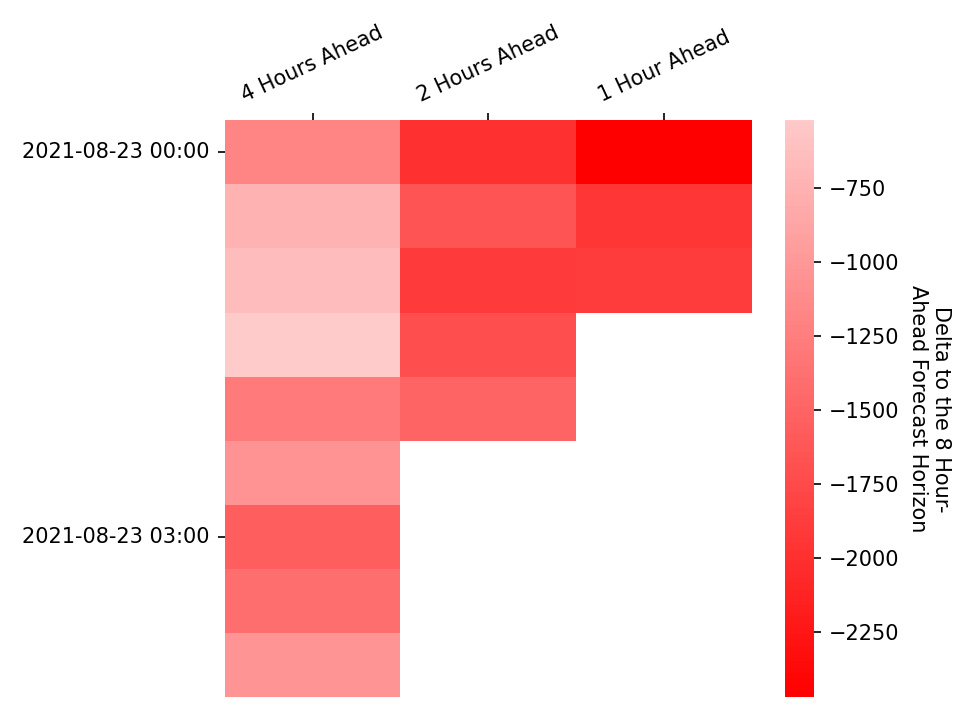 4 Hours Ahead
2 Hours Ahead
1 Hour Ahead
2021-08-23 00:00
2021-08-23 03:00
−750
−1000
−1250
−1500
−1750
−2000
−2250
Delta to the 8 Hour-
Ahead Forecast Horizon